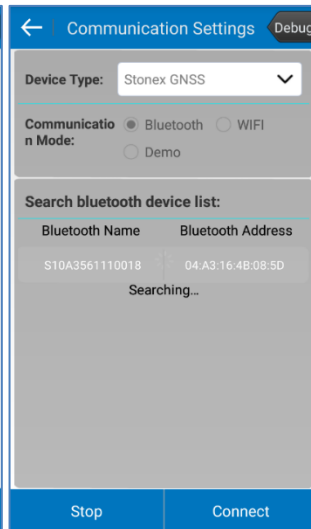 Communication Settings
Debug
Device Type: Stonex GNSS
Communicatio
n Mode:
Bluetooth WIFI
Demo
Search bluetooth device list:
Bluetooth Name Bluetooth Address
S10A3561110018 04:A3:16:4B:08:5D
Searching...
Stop Connect